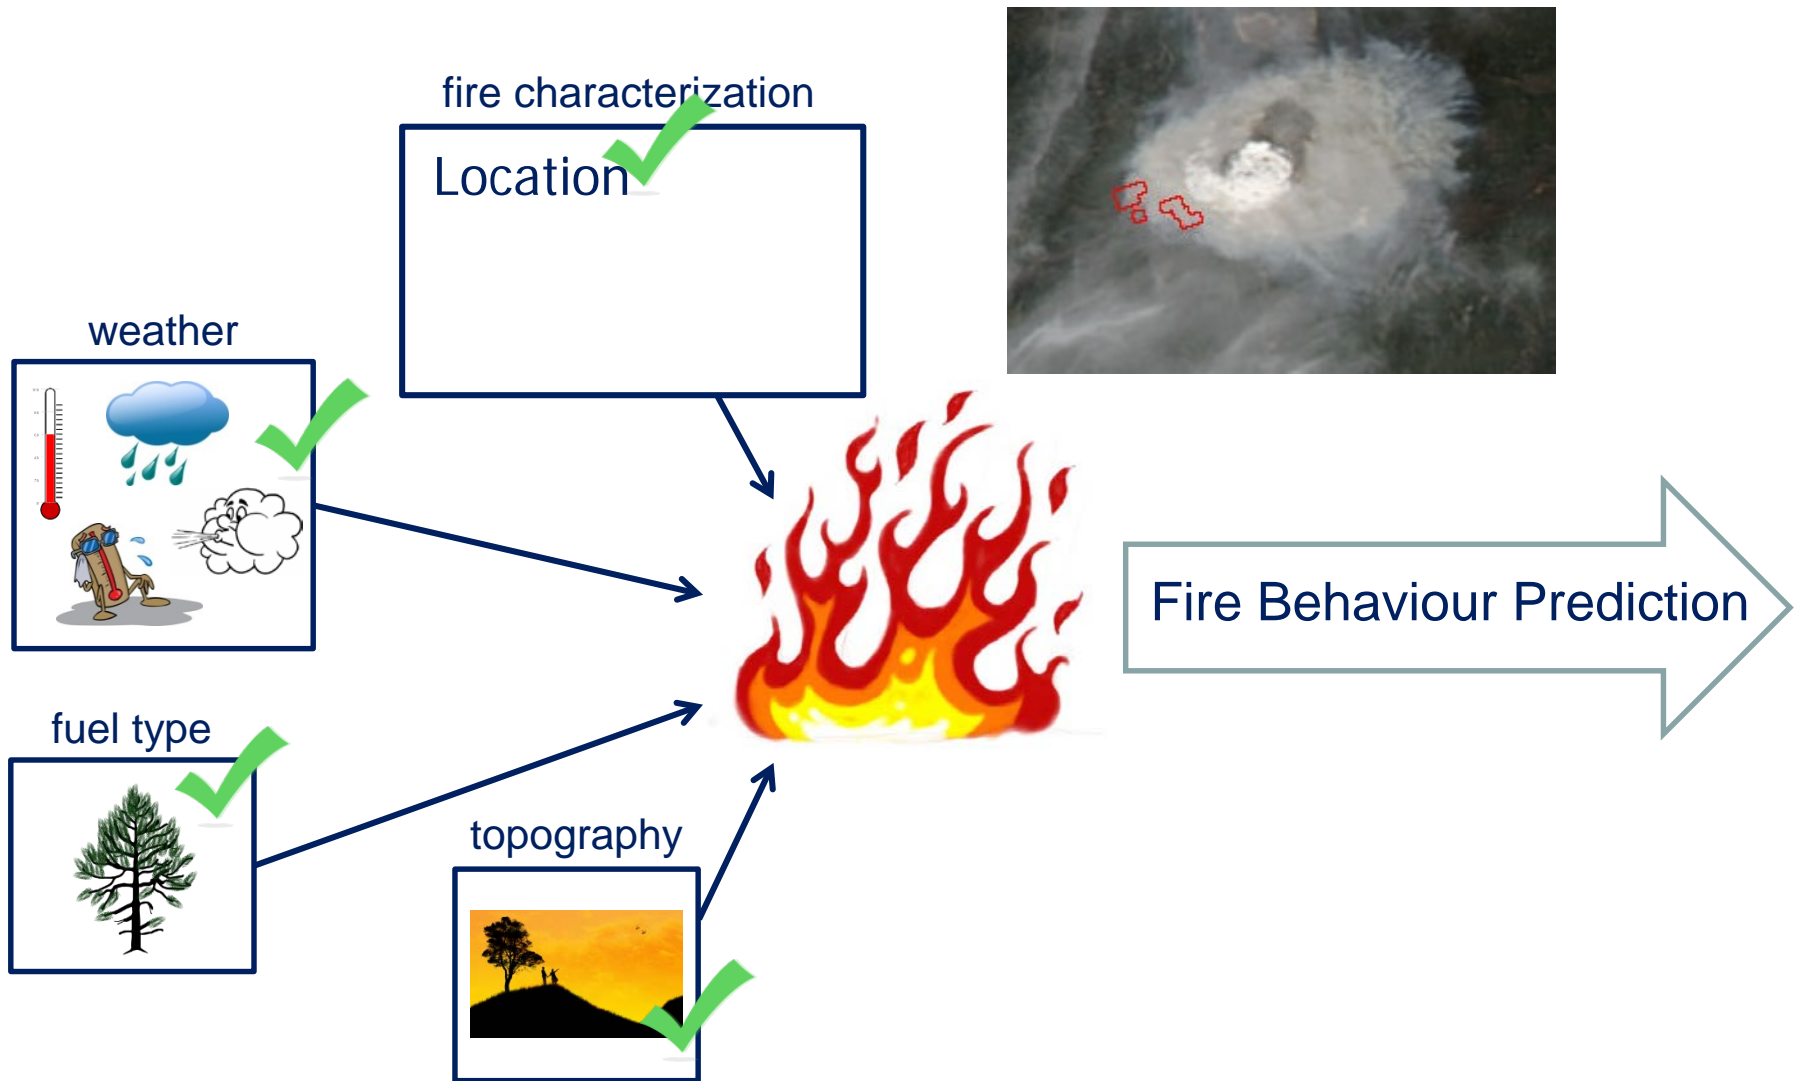 fire characterization
Location
weather
fuel type
topography
Fire Behaviour Prediction